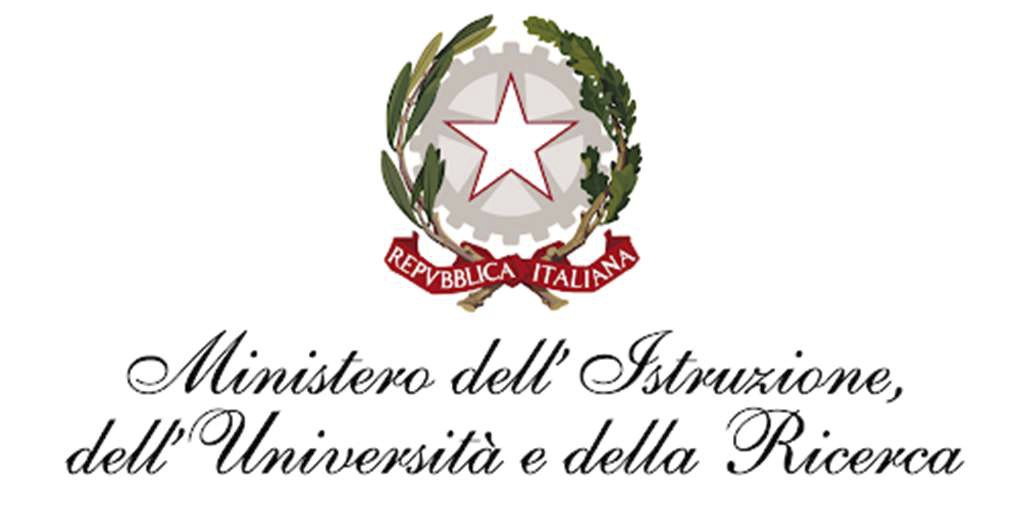 REPVBBLICA ITALIANA
Ministero dell'Istruzione,
dell'Università e della Ricerca